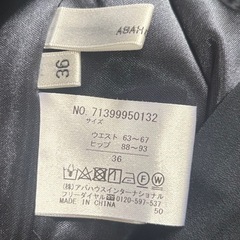 36
NO. 71399950132
サイズ
ウエスト 63～67
ヒップ 88～93
36
(株)アバハウスインターナショナル
フリーダイヤル ☎0120-597-537
MADE IN CHINA
50